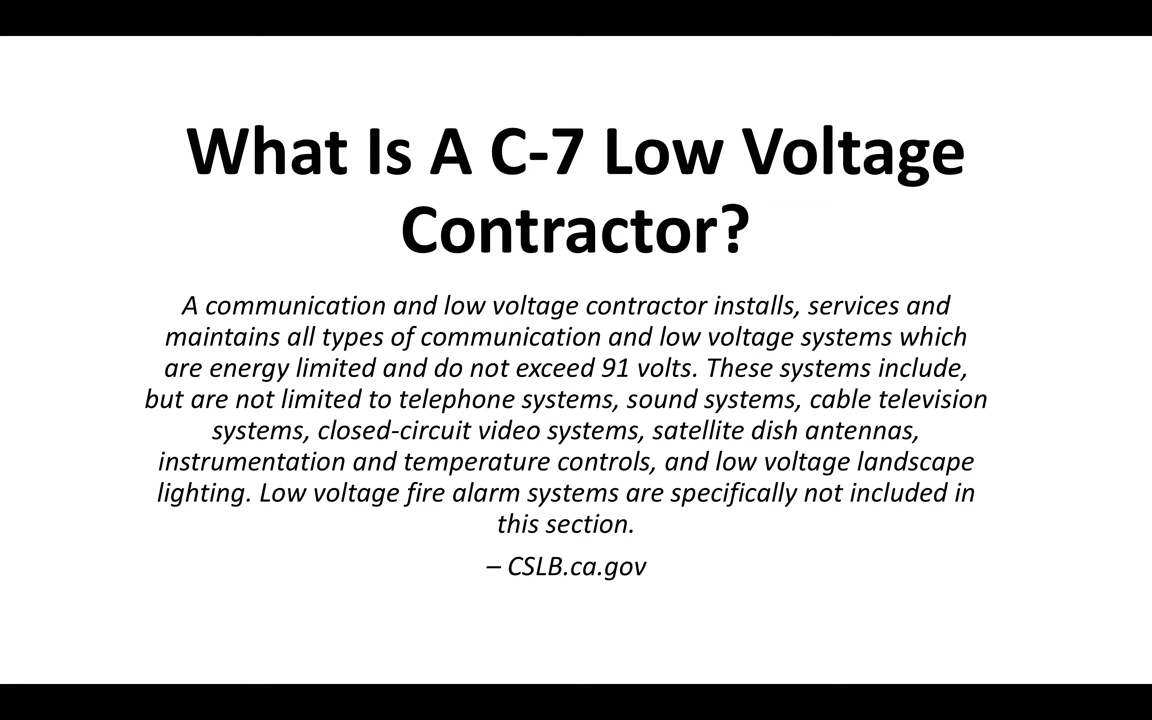 What Is A C-7 Low Voltage
Contractor?
A communication and low voltage contractor installs, services and
maintains all types of communication and low voltage systems which
are energy limited and do not exceed 91 volts. These systems include,
but are not limited to telephone systems, sound systems, cable television
systems, closed-circuit video systems, satellite dish antennas,
instrumentation and temperature controls, and low voltage landscape
lighting. Low voltage fire alarm systems are specifically not included in
this section.
– CSLB.ca.gov